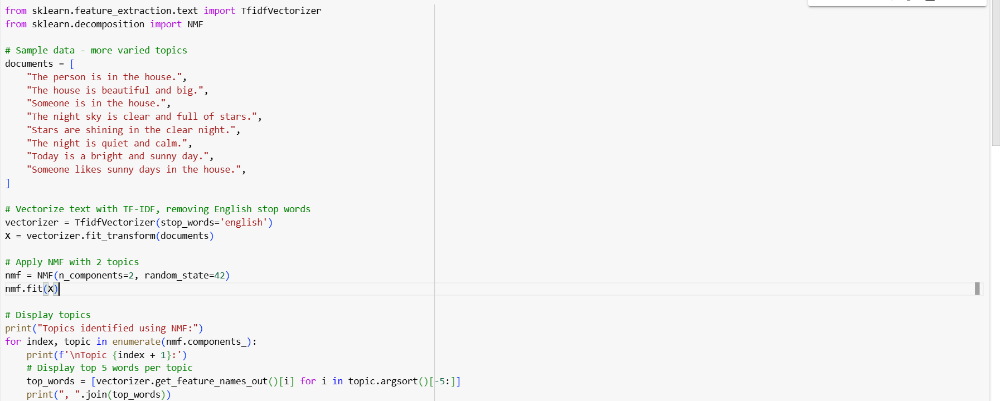 from sklearn.feature_extraction.text import TfidfVectorizer
from sklearn.decomposition import NMF

# Sample data - more varied topics
documents = [
    "The person is in the house.",
    "The house is beautiful and big.",
    "Someone is in the house.",
    "The night sky is clear and full of stars.",
    "Stars are shining in the clear night.",
    "The night is quiet and calm.",
    "Today is a bright and sunny day.",
    "Someone likes sunny days in the house.",
]

# Vectorize text with TF-IDF, removing English stop words
vectorizer = TfidfVectorizer(stop_words='english')
X = vectorizer.fit_transform(documents)

# Apply NMF with 2 topics
nmf = NMF(n_components=2, random_state=42)
nmf.fit(X)

# Display topics
print("Topics identified using NMF:")
for index, topic in enumerate(nmf.components_):
    print(f'\nTopic {index + 1}:')
    # Display top 5 words per topic
    top_words = [vectorizer.get_feature_names_out()[i] for i in topic.argsort()[-5:]]
    print(", ".join(top_words))